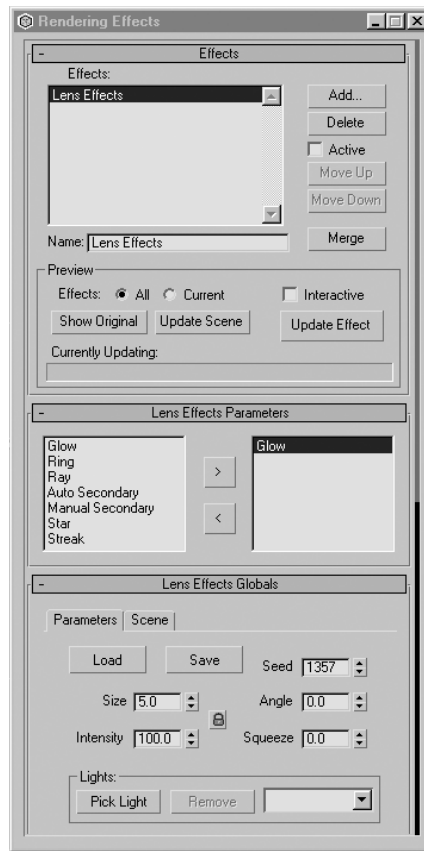 Rendering Effects
- Effects
Effects:
Lens Effects
Add...
Delete
Active
Move Up
Move Down
Name: Lens Effects
Merge
Preview
Effects: All Current Interactive
Show Original Update Scene Update Effect
Currently Updating:
- Lens Effects Parameters
Glow
Ring
Ray
Auto Secondary
Manual Secondary
Star
Streak
>
<
Glow
- Lens Effects Globals
Parameters Scene
Load Save Seed 1357
Size 5.0 Angle 0.0
Intensity 100.0 Squeeze 0.0
Lights:
Pick Light Remove